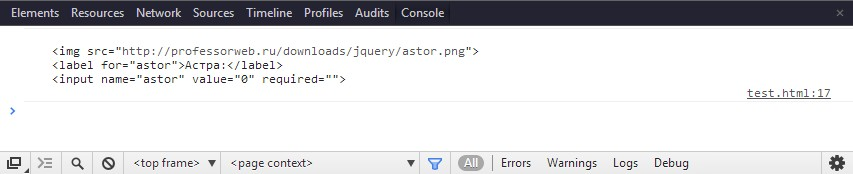 Elements Resources Network Sources Timeline Profiles Audits Console ×
<img src="http://professorweb.ru/downloads/jquery/astor.png">
<label for="astor">Астра:</label>
<input name="astor" value="0" required="">
test.html:17
>
<top frame> ▼ <page context> ▼ All Errors Warnings Logs Debug